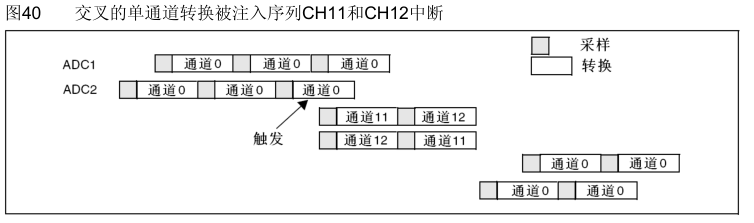 图40 交叉的单通道转换被注入序列CH11和CH12中断
采样
转换
ADC1 通道0 通道0 通道0
ADC2 通道0 通道0 通道0
触发
通道11 通道12
通道12 通道11
通道0 通道0
通道0 通道0